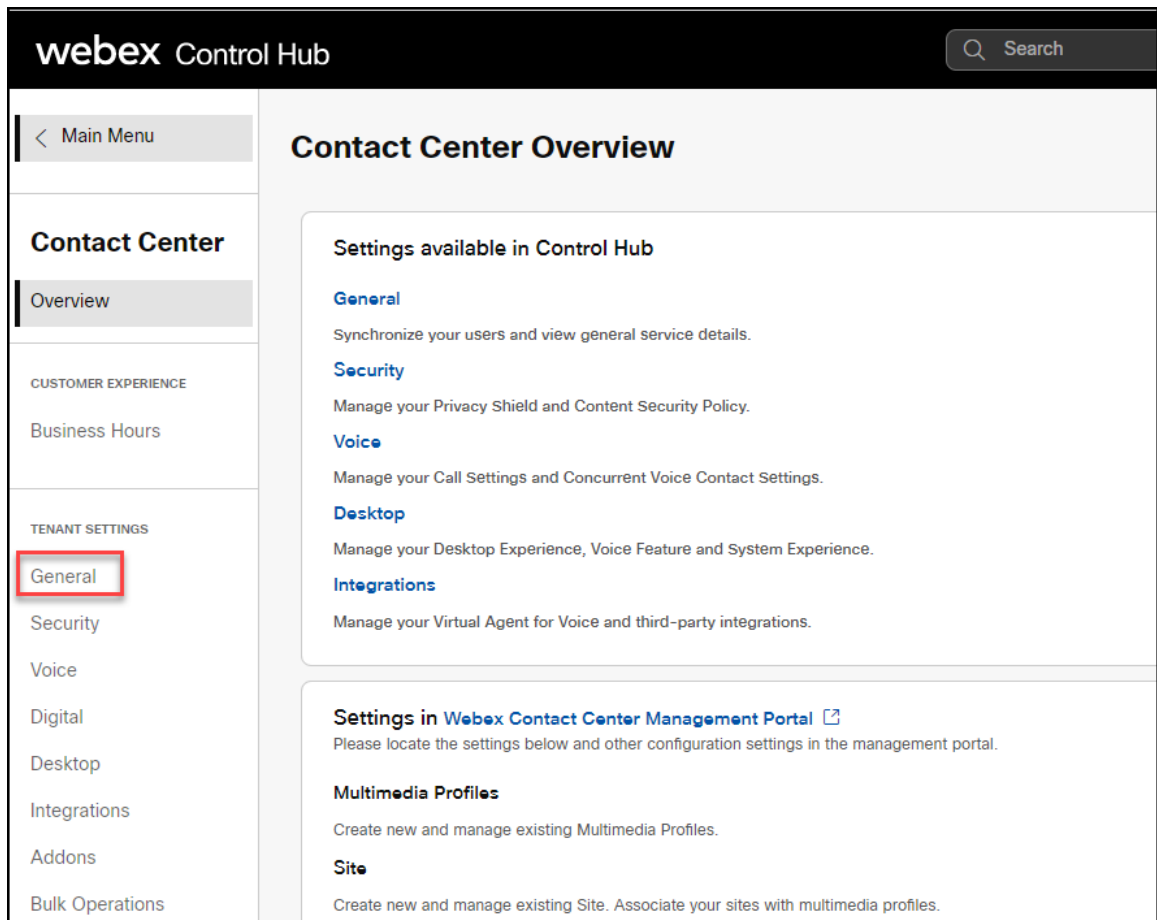 webex Control Hub
Search
Main Menu
Contact Center
Overview
CUSTOMER EXPERIENCE
Business Hours
TENANT SETTINGS
General
Security
Voice
Digital
Desktop
Integrations
Addons
Bulk Operations
Contact Center Overview
Settings available in Control Hub
General
Synchronize your users and view general service details.
Security
Manage your Privacy Shield and Content Security Policy.
Voice
Manage your Call Settings and Concurrent Voice Contact Settings.
Desktop
Manage your Desktop Experience, Voice Feature and System Experience.
Integrations
Manage your Virtual Agent for Voice and third-party integrations.
Settings in Webex Contact Center Management Portal
Please locate the settings below and other configuration settings in the management portal.
Multimedia Profiles
Create new and manage existing Multimedia Profiles.
Site
Create new and manage existing Site. Associate your sites with multimedia profiles.